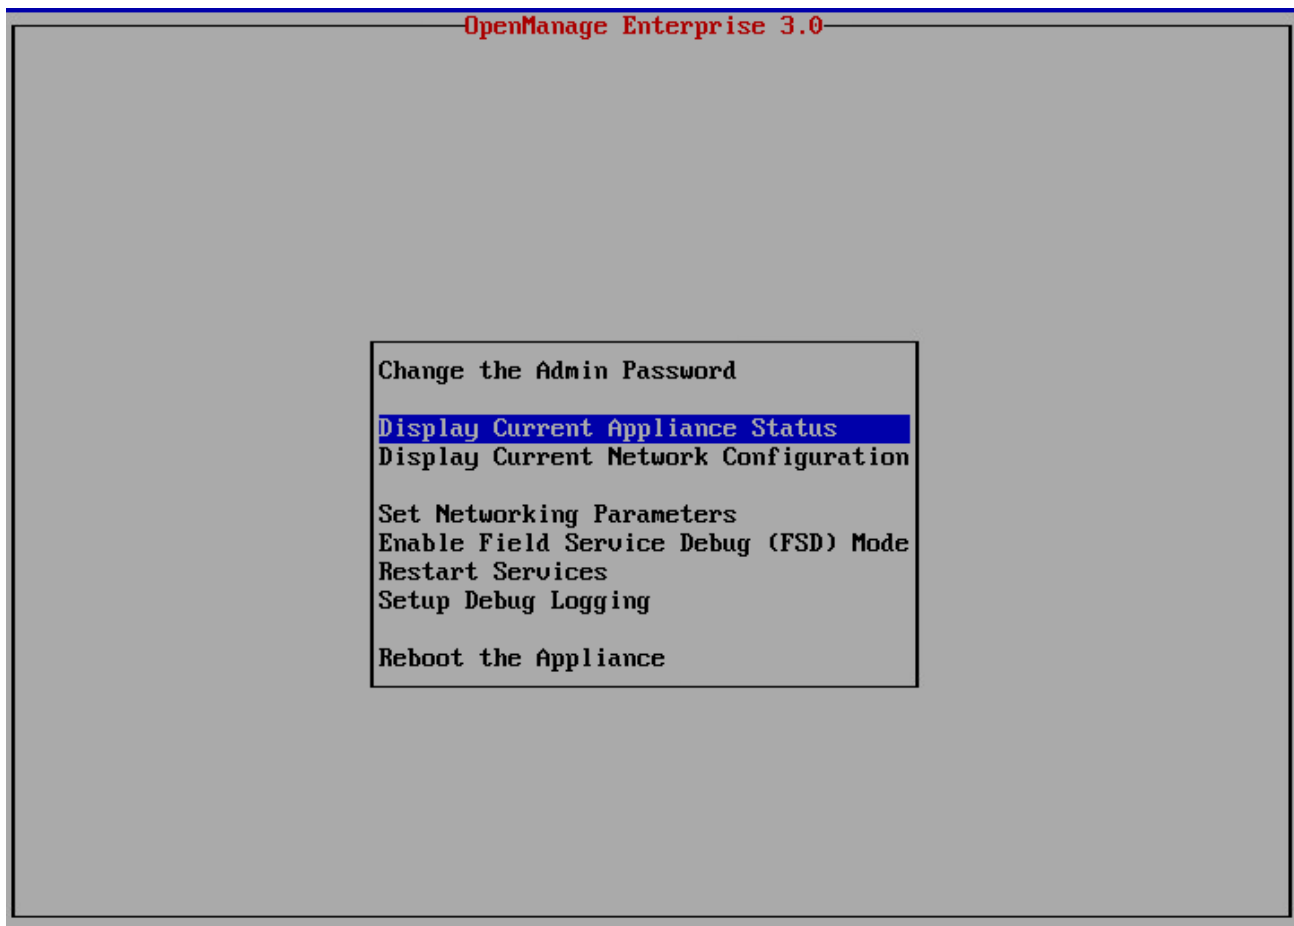 OpenManage Enterprise 3.0
Change the Admin Password
Display Current Appliance Status
Display Current Network Configuration
Set Networking Parameters
Enable Field Service Debug (FSD) Mode
Restart Services
Setup Debug Logging
Reboot the Appliance